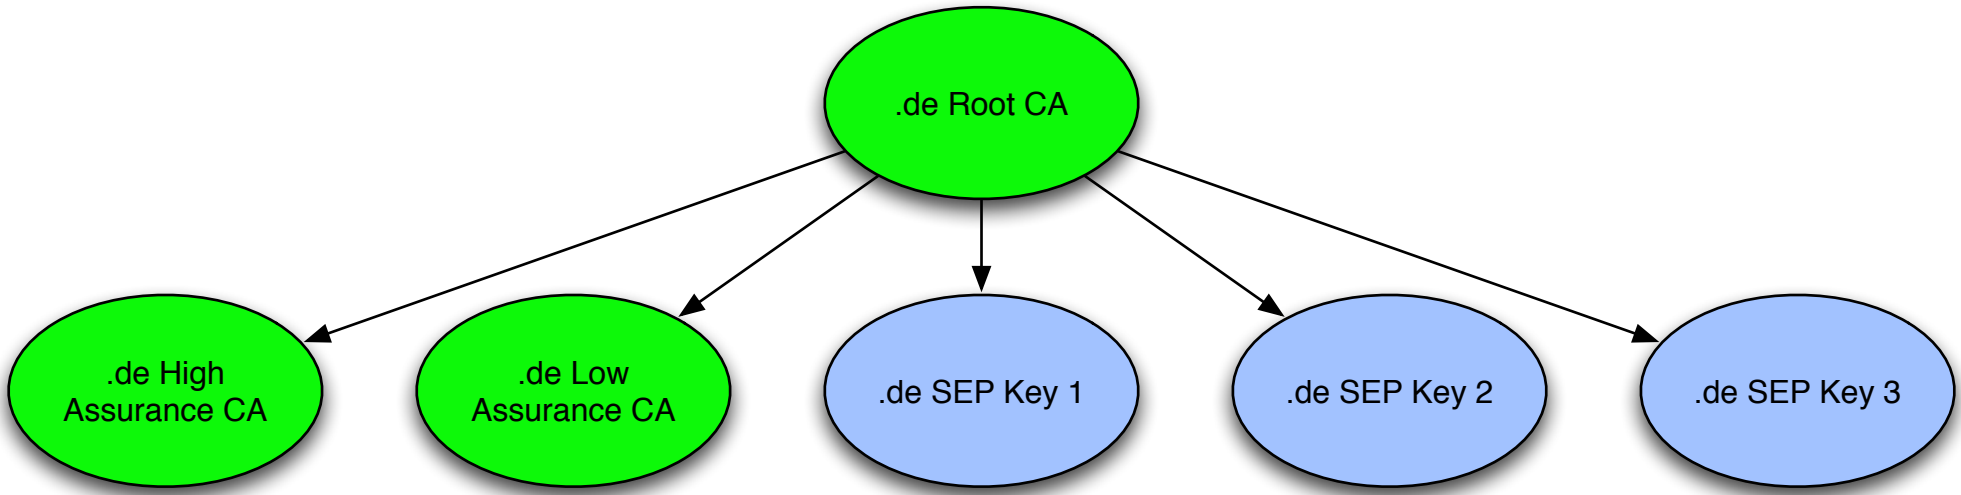 .de Root CA
.de High
Assurance CA
.de Low
Assurance CA
.de SEP Key 1
.de SEP Key 2
.de SEP Key 3